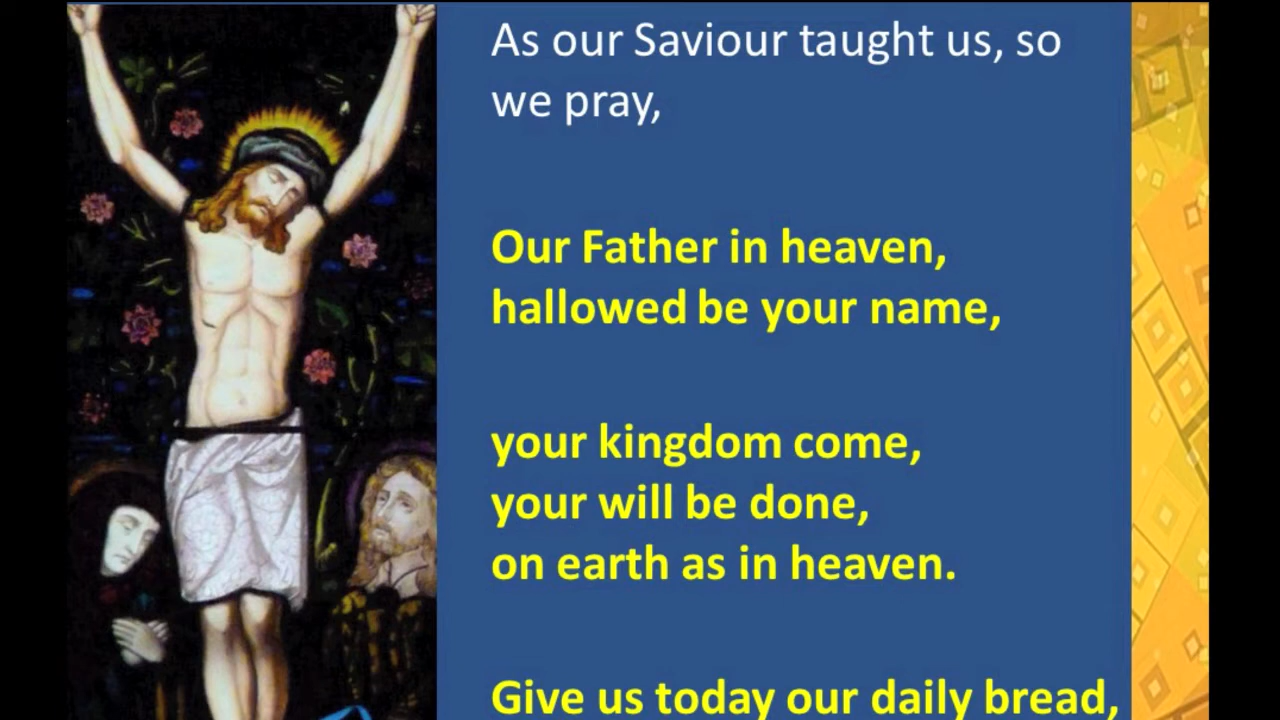 As our Saviour taught us, so
we pray,
Our Father in heaven,
hallowed be your name,
your kingdom come,
your will be done,
on earth as in heaven.
Give us today our daily bread,